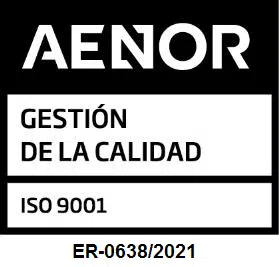 AENOR
GESTIÓN
DE LA CALIDAD
ISO 9001
ER-0638/2021